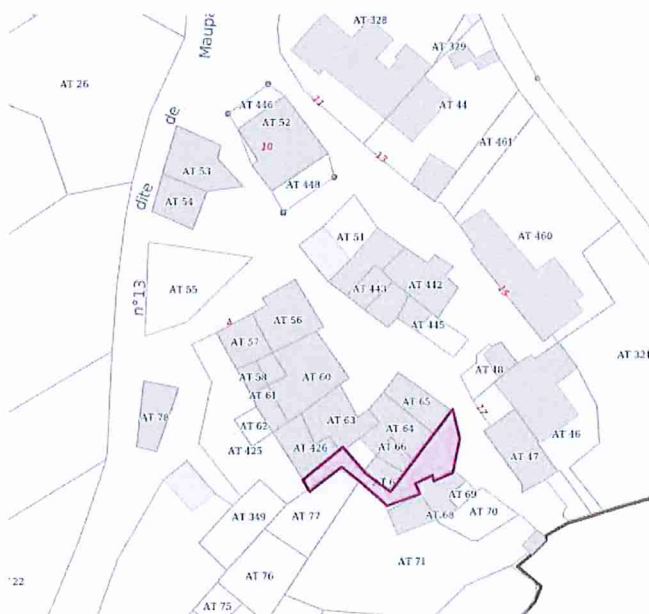 AT 328
Maupa
AT 329
AT 26
AT 446
11
AT 44
AT 52
de
10
13
AT 461
AT 53
AT 448
AT 54
dite
AT 51
AT 460
AT 55
AT 443
AT 442
15
n°13
4
AT 56
AT 445
AT 57
AT 321
AT 58
AT 60
AT 48
AT 61
AT 65
AT 78
AT 62
AT 63
AT 64
17
AT 46
AT 425
AT 426
AT 66
AT 47
AT 69
AT 349
AT 77
AT 68
AT 70
AT 71
AT 76
22
AT 75